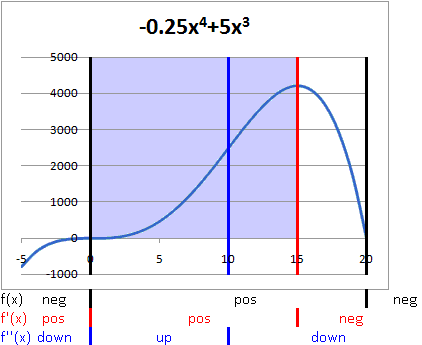 -0.25x⁴+5x³
5000
4000
3000
2000
1000
0
-1000
-5 0 5 10 15 20
f(x) neg pos neg
f'(x) pos pos neg
f''(x) down up down